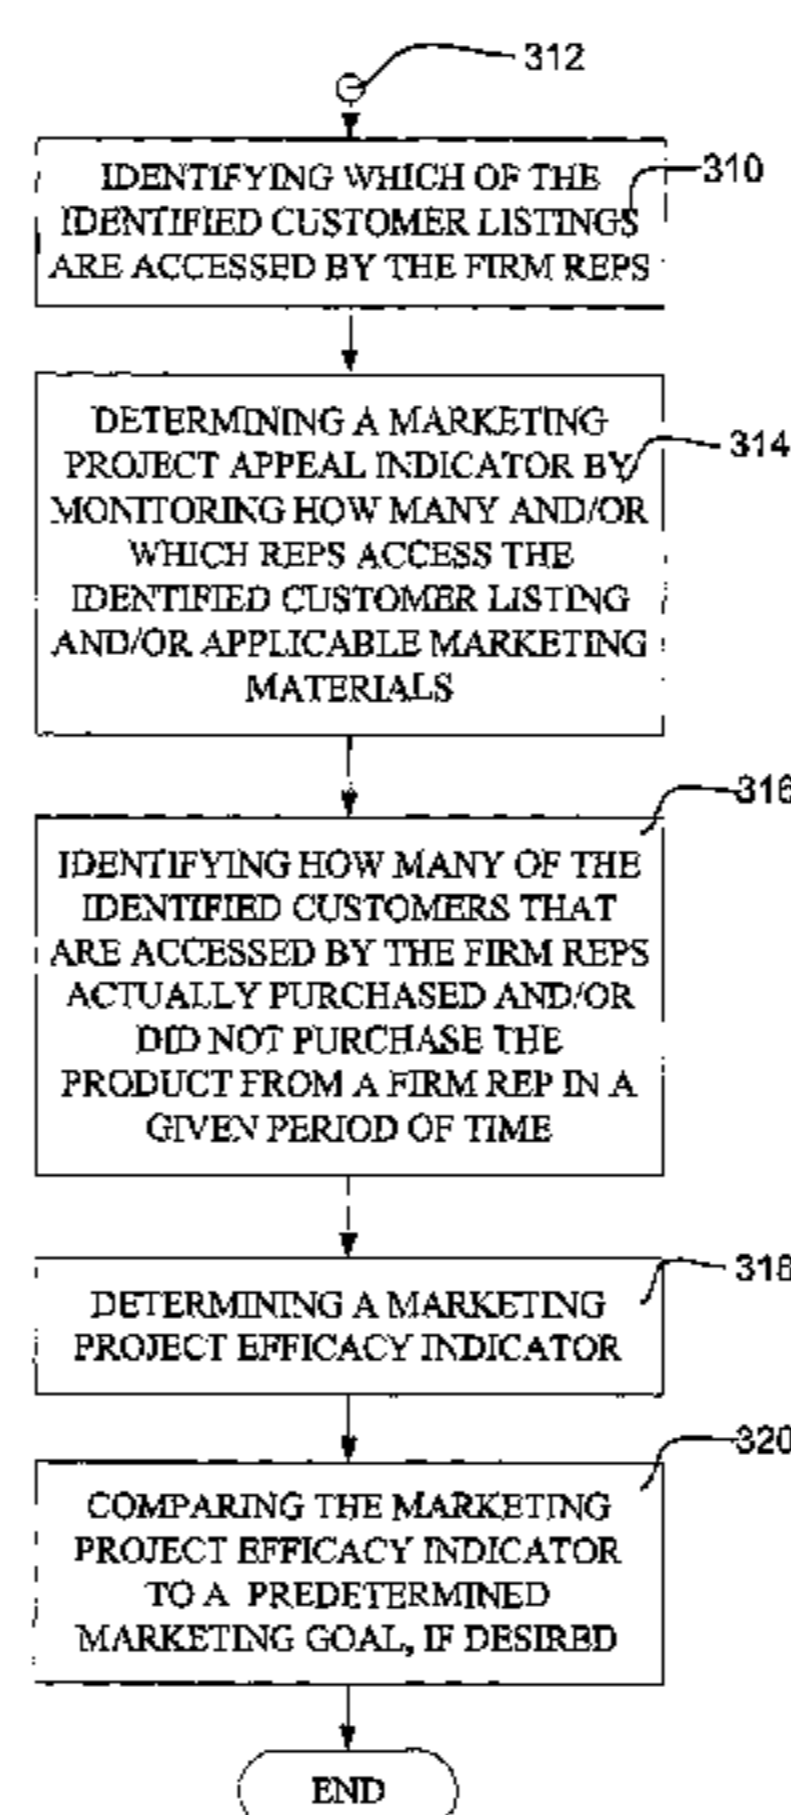 312
IDENTIFYING WHICH OF THE
IDENTIFIED CUSTOMER LISTINGS
ARE ACCESSED BY THE FIRM REPS
310
DETERMINING A MARKETING
PROJECT APPEAL INDICATOR BY
MONITORING HOW MANY AND/OR
WHICH REPS ACCESS THE
IDENTIFIED CUSTOMER LISTING
AND/OR APPLICABLE MARKETING
MATERIALS
314
316
IDENTIFYING HOW MANY OF THE
IDENTIFIED CUSTOMERS THAT
ARE ACCESSED BY THE FIRM REPS
ACTUALLY PURCHASED AND/OR
DID NOT PURCHASE THE
PRODUCT FROM A FIRM REP IN A
GIVEN PERIOD OF TIME
318
DETERMINING A MARKETING
PROJECT EFFICACY INDICATOR
320
COMPARING THE MARKETING
PROJECT EFFICACY INDICATOR
TO A PREDETERMINED
MARKETING GOAL, IF DESIRED
END